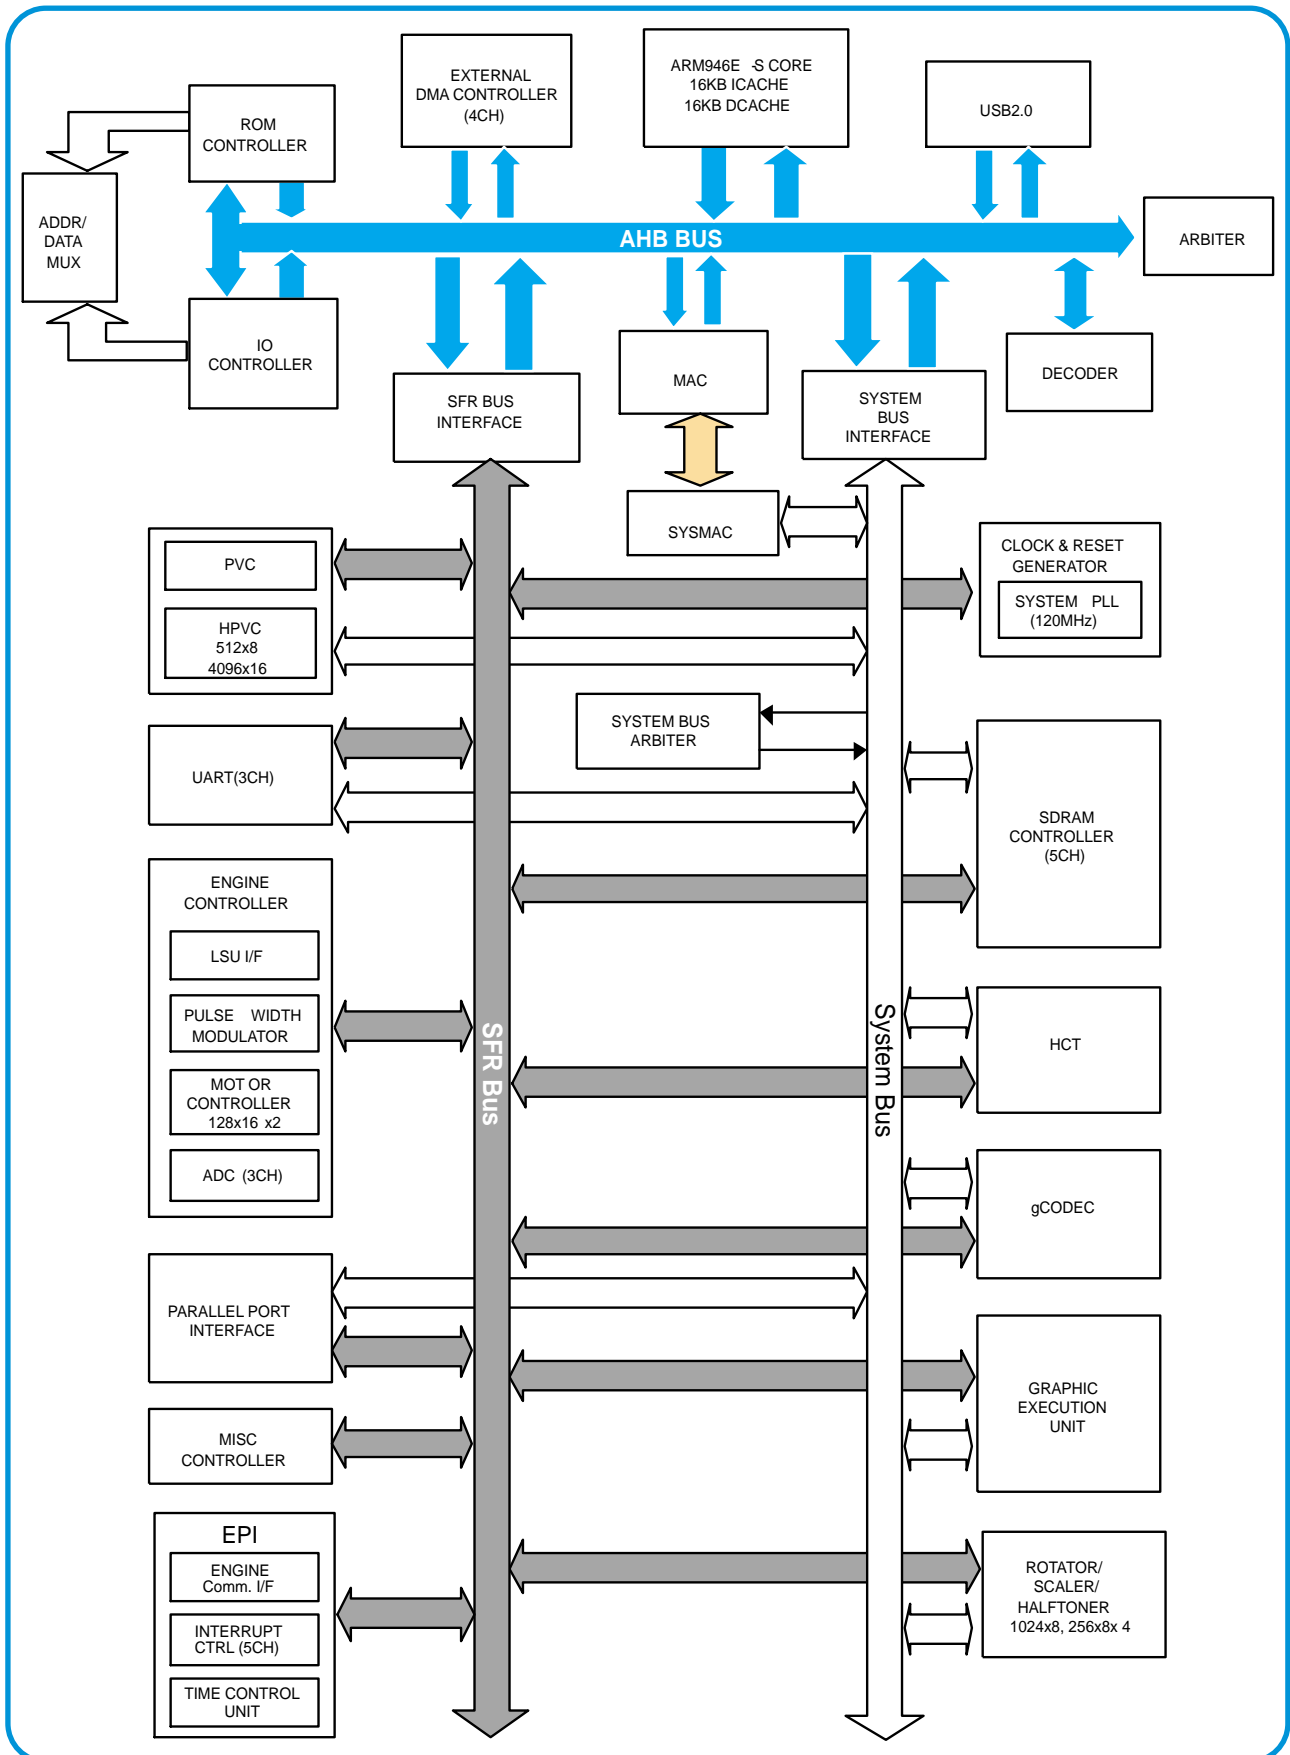 EXTERNAL
DMA CONTROLLER
(4CH)
ARM946E -S CORE
16KB ICACHE
16KB DCACHE
USB2.0
ROM
CONTROLLER
ADDR/
DATA
MUX
AHB BUS
ARBITER
IO
CONTROLLER
SFR BUS
INTERFACE
MAC
SYSTEM
BUS
INTERFACE
DECODER
SYSMAC
PVC
HPVC
512x8
4096x16
CLOCK & RESET
GENERATOR
SYSTEM PLL
(120MHz)
SYSTEM BUS
ARBITER
UART(3CH)
SDRAM
CONTROLLER
(5CH)
ENGINE
CONTROLLER
LSU I/F
PULSE WIDTH
MODULATOR
MOT OR
CONTROLLER
128x16 x2
ADC (3CH)
SFR Bus
System Bus
HCT
gCODEC
PARALLEL PORT
INTERFACE
GRAPHIC
EXECUTION
UNIT
MISC
CONTROLLER
EPI
ENGINE
Comm. I/F
INTERRUPT
CTRL (5CH)
TIME CONTROL
UNIT
ROTATOR/
SCALER/
HALFTONER
1024x8, 256x8x 4